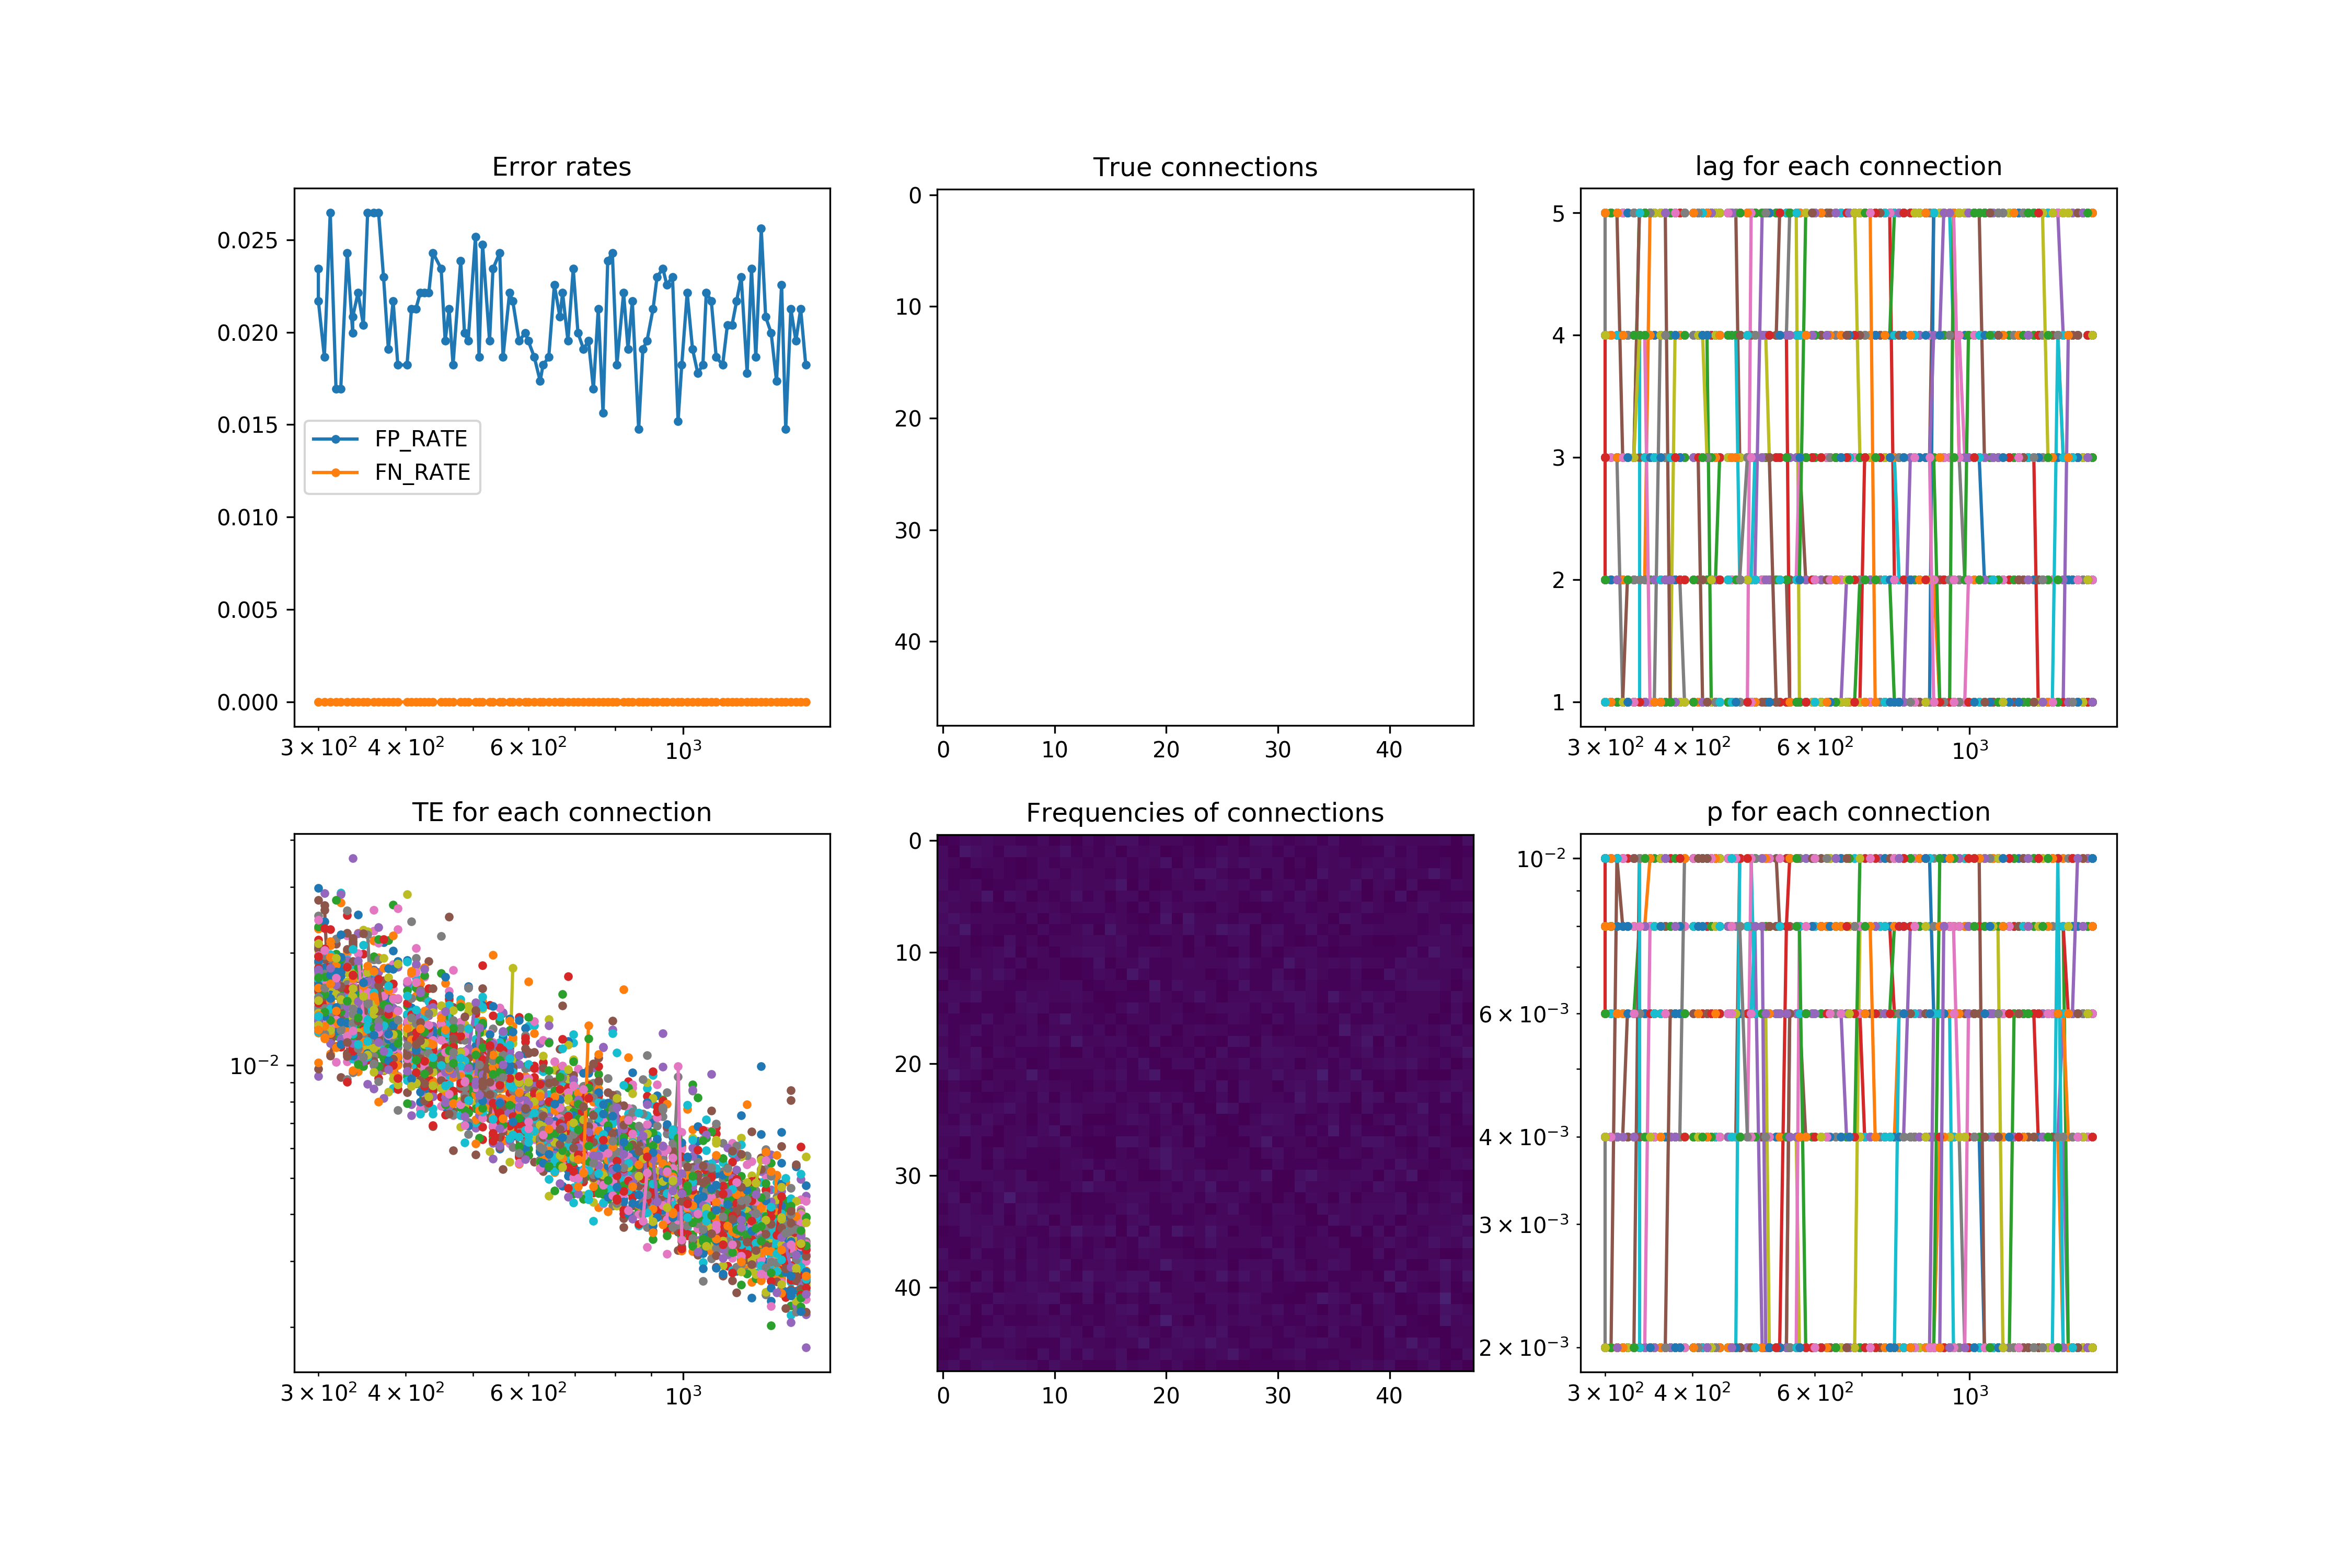 Error rates
0.025
0.020
0.015
0.010
0.005
0.000
FP_RATE
FN_RATE
3 × 10² 4 × 10² 6 × 10² 10³
True connections
0
10
20
30
40
0 10 20 30 40
lag for each connection
5
4
3
2
1
3 × 10² 4 × 10² 6 × 10² 10³
TE for each connection
10⁻²
3 × 10² 4 × 10² 6 × 10² 10³
Frequencies of connections
0
10
20
30
40
0 10 20 30 40
p for each connection
10⁻²
6 × 10⁻³
4 × 10⁻³
3 × 10⁻³
2 × 10⁻³
3 × 10² 4 × 10² 6 × 10² 10³